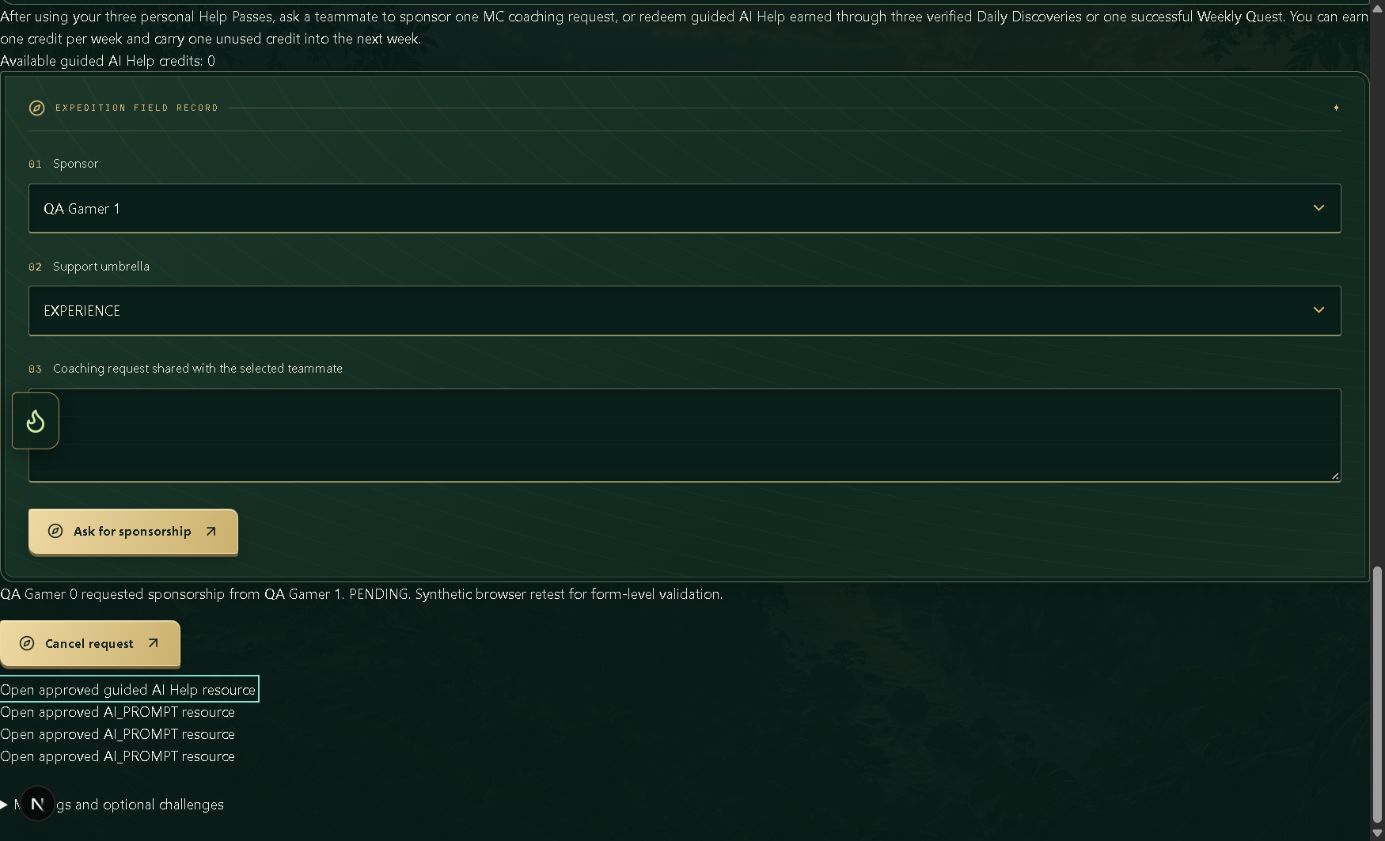 After using your three personal Help Passes, ask a teammate to sponsor one MC coaching request, or redeem guided AI Help earned through three verified Daily Discoveries or one successful Weekly Quest. You can earn
one credit per week and carry one unused credit into the next week.
Available guided AI Help credits: 0
EXPEDITION FIELD RECORD
01 Sponsor
QA Gamer 1
02 Support umbrella
EXPERIENCE
03 Coaching request shared with the selected teammate
Ask for sponsorship
QA Gamer 0 requested sponsorship from QA Gamer 1. PENDING. Synthetic browser retest for form-level validation.
Cancel request
Open approved guided AI Help resource
Open approved AI_PROMPT resource
Open approved AI_PROMPT resource
Open approved AI_PROMPT resource
N
and optional challenges